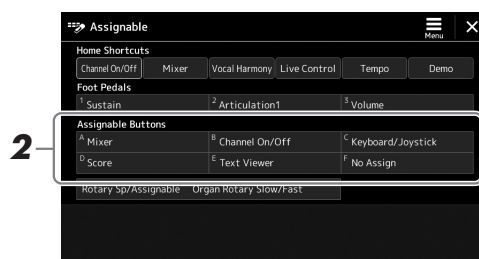 Assignable
Menu
Home Shortcuts
Channel On/Off Mixer Vocal Harmony Live Control Tempo Demo
Foot Pedals
1 Sustain 2 Articulation1 3 Volume
Assignable Buttons
A Mixer B Channel On/Off C Keyboard/Joystick
D Score E Text Viewer F No Assign
2
Rotary Sp/Assignable Organ Rotary Slow/Fast